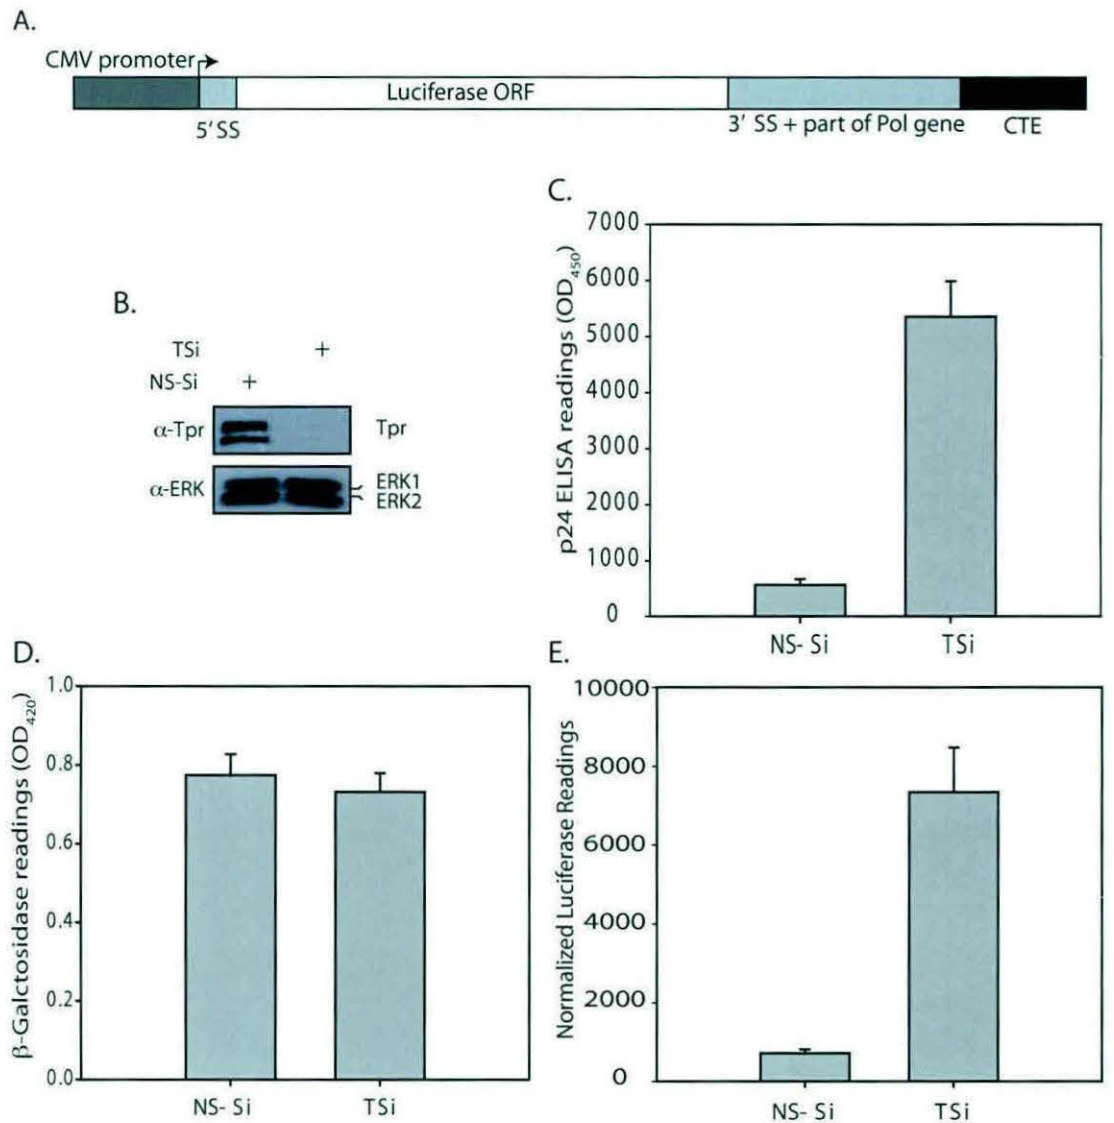 A.
CMV promoter
Luciferase ORF
5' SS
3' SS + part of Pol gene
CTE
B.
TSi +
NS-Si +
α-Tpr
Tpr
α-ERK
ERK1
ERK2
C.
p24 ELISA readings (OD450)
7000
6000
5000
4000
3000
2000
1000
0
NS- Si
TSi
D.
β-Galctosidase readings (OD420)
1.0
0.8
0.6
0.4
0.2
0.0
NS- Si
TSi
E.
Normalized Luciferase Readings
10000
8000
6000
4000
2000
0
NS- Si
TSi